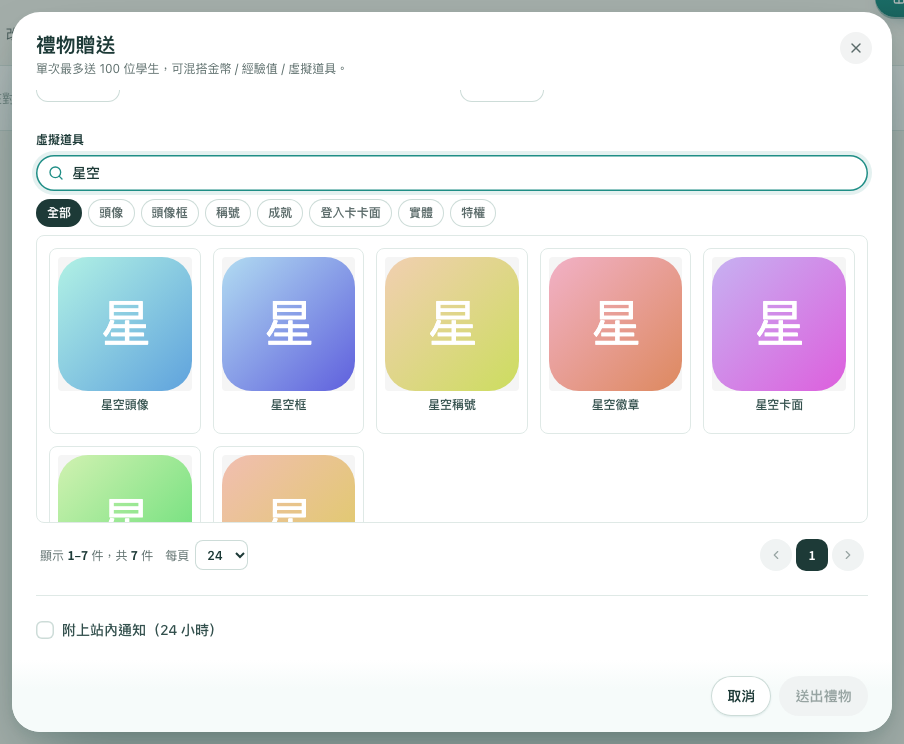 禮物贈送
單次最多送 100 位學生，可混搭金幣 / 經驗值 / 虛擬道具。
虛擬道具
星空
全部 頭像 頭像框 稱號 成就 登入卡卡面 實體 特權
星 星 星 星 星
星空頭像 星空框 星空稱號 星空徽章 星空卡面
星 星
顯示 1–7 件，共 7 件 每頁 24
1
附上站內通知（24 小時）
取消 送出禮物